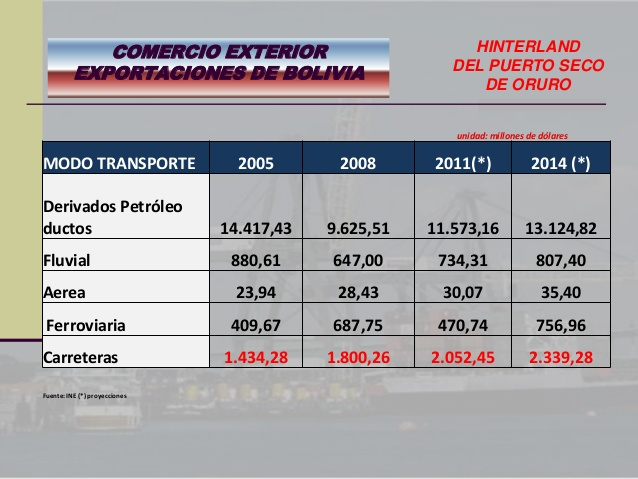 COMERCIO EXTERIOR
EXPORTACIONES DE BOLIVIA
HINTERLAND
DEL PUERTO SECO
DE ORURO
unidad: millones de dólares
MODO TRANSPORTE 2005 2008 2011(*) 2014 (*)
Derivados Petróleo
ductos 14.417,43 9.625,51 11.573,16 13.124,82
Fluvial 880,61 647,00 734,31 807,40
Aerea 23,94 28,43 30,07 35,40
Ferroviaria 409,67 687,75 470,74 756,96
Carreteras 1.434,28 1.800,26 2.052,45 2.339,28
Fuente: INE (*) proyecciones